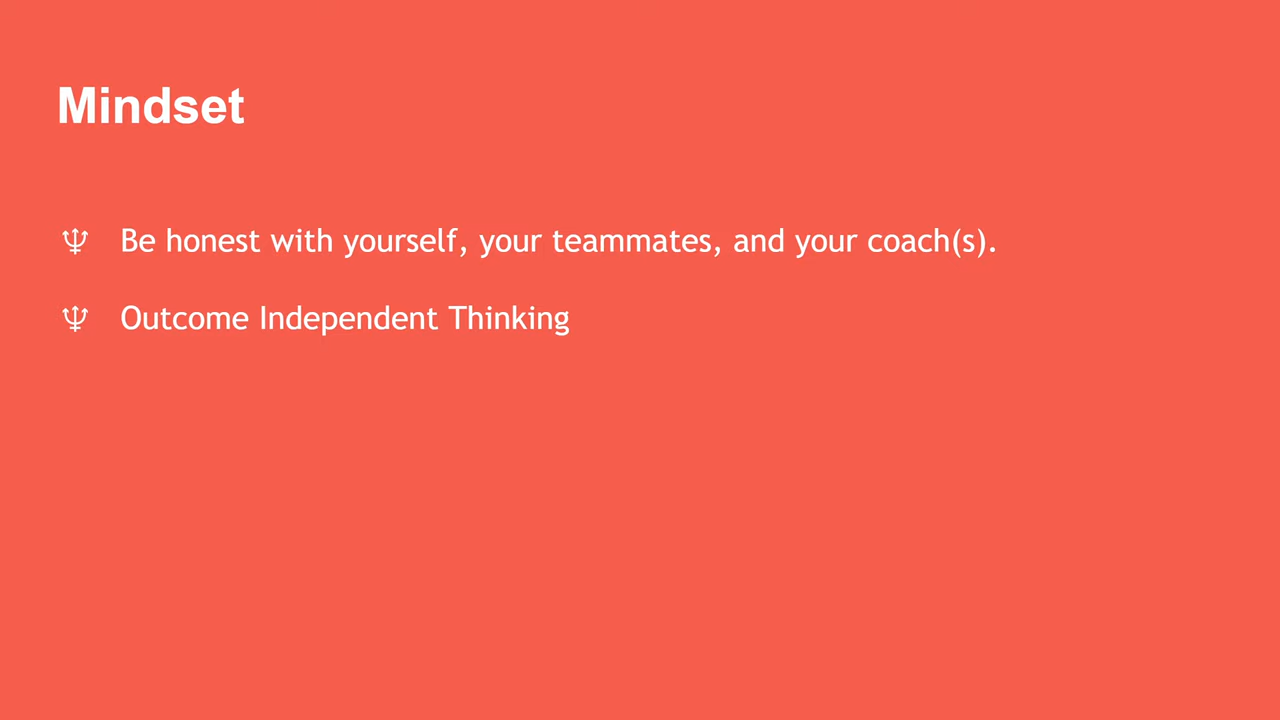 Mindset
♆ Be honest with yourself, your teammates, and your coach(s).
♆ Outcome Independent Thinking